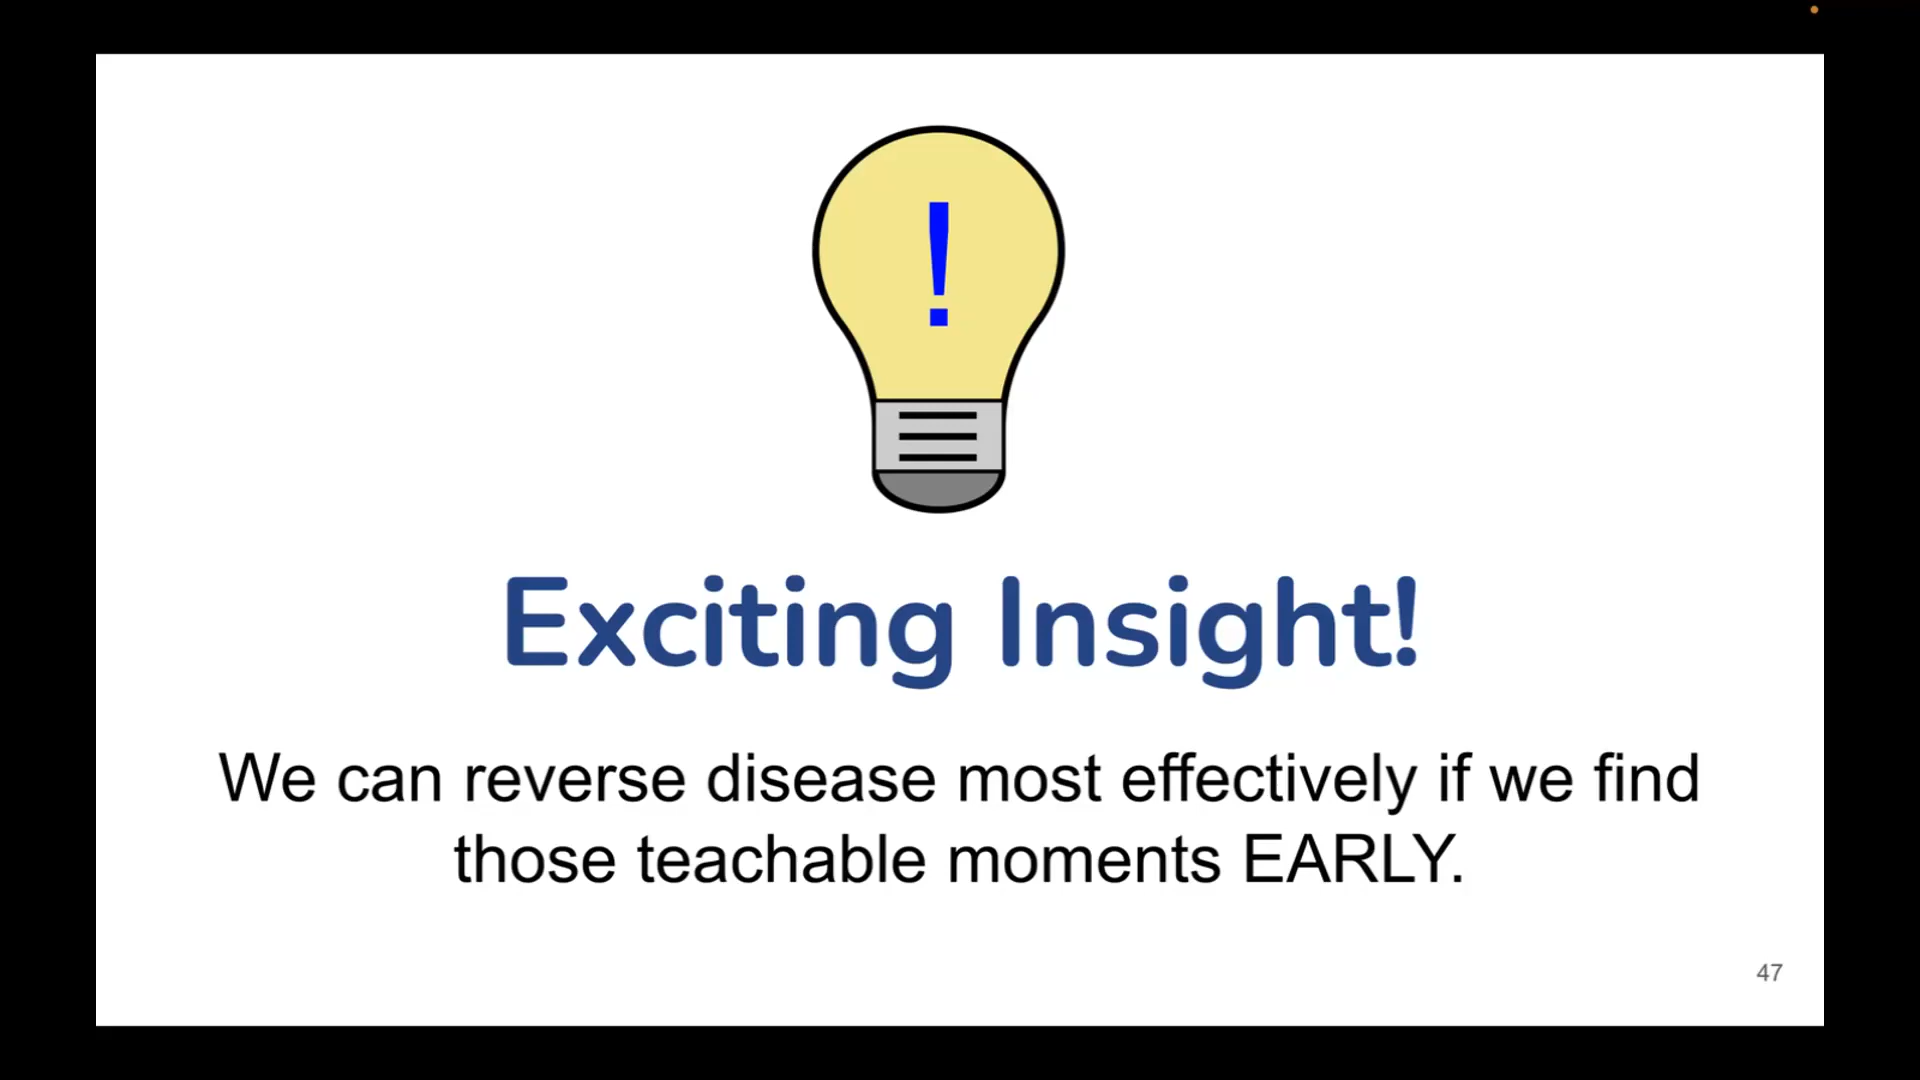 !
Exciting Insight!
We can reverse disease most effectively if we find
those teachable moments EARLY.
47